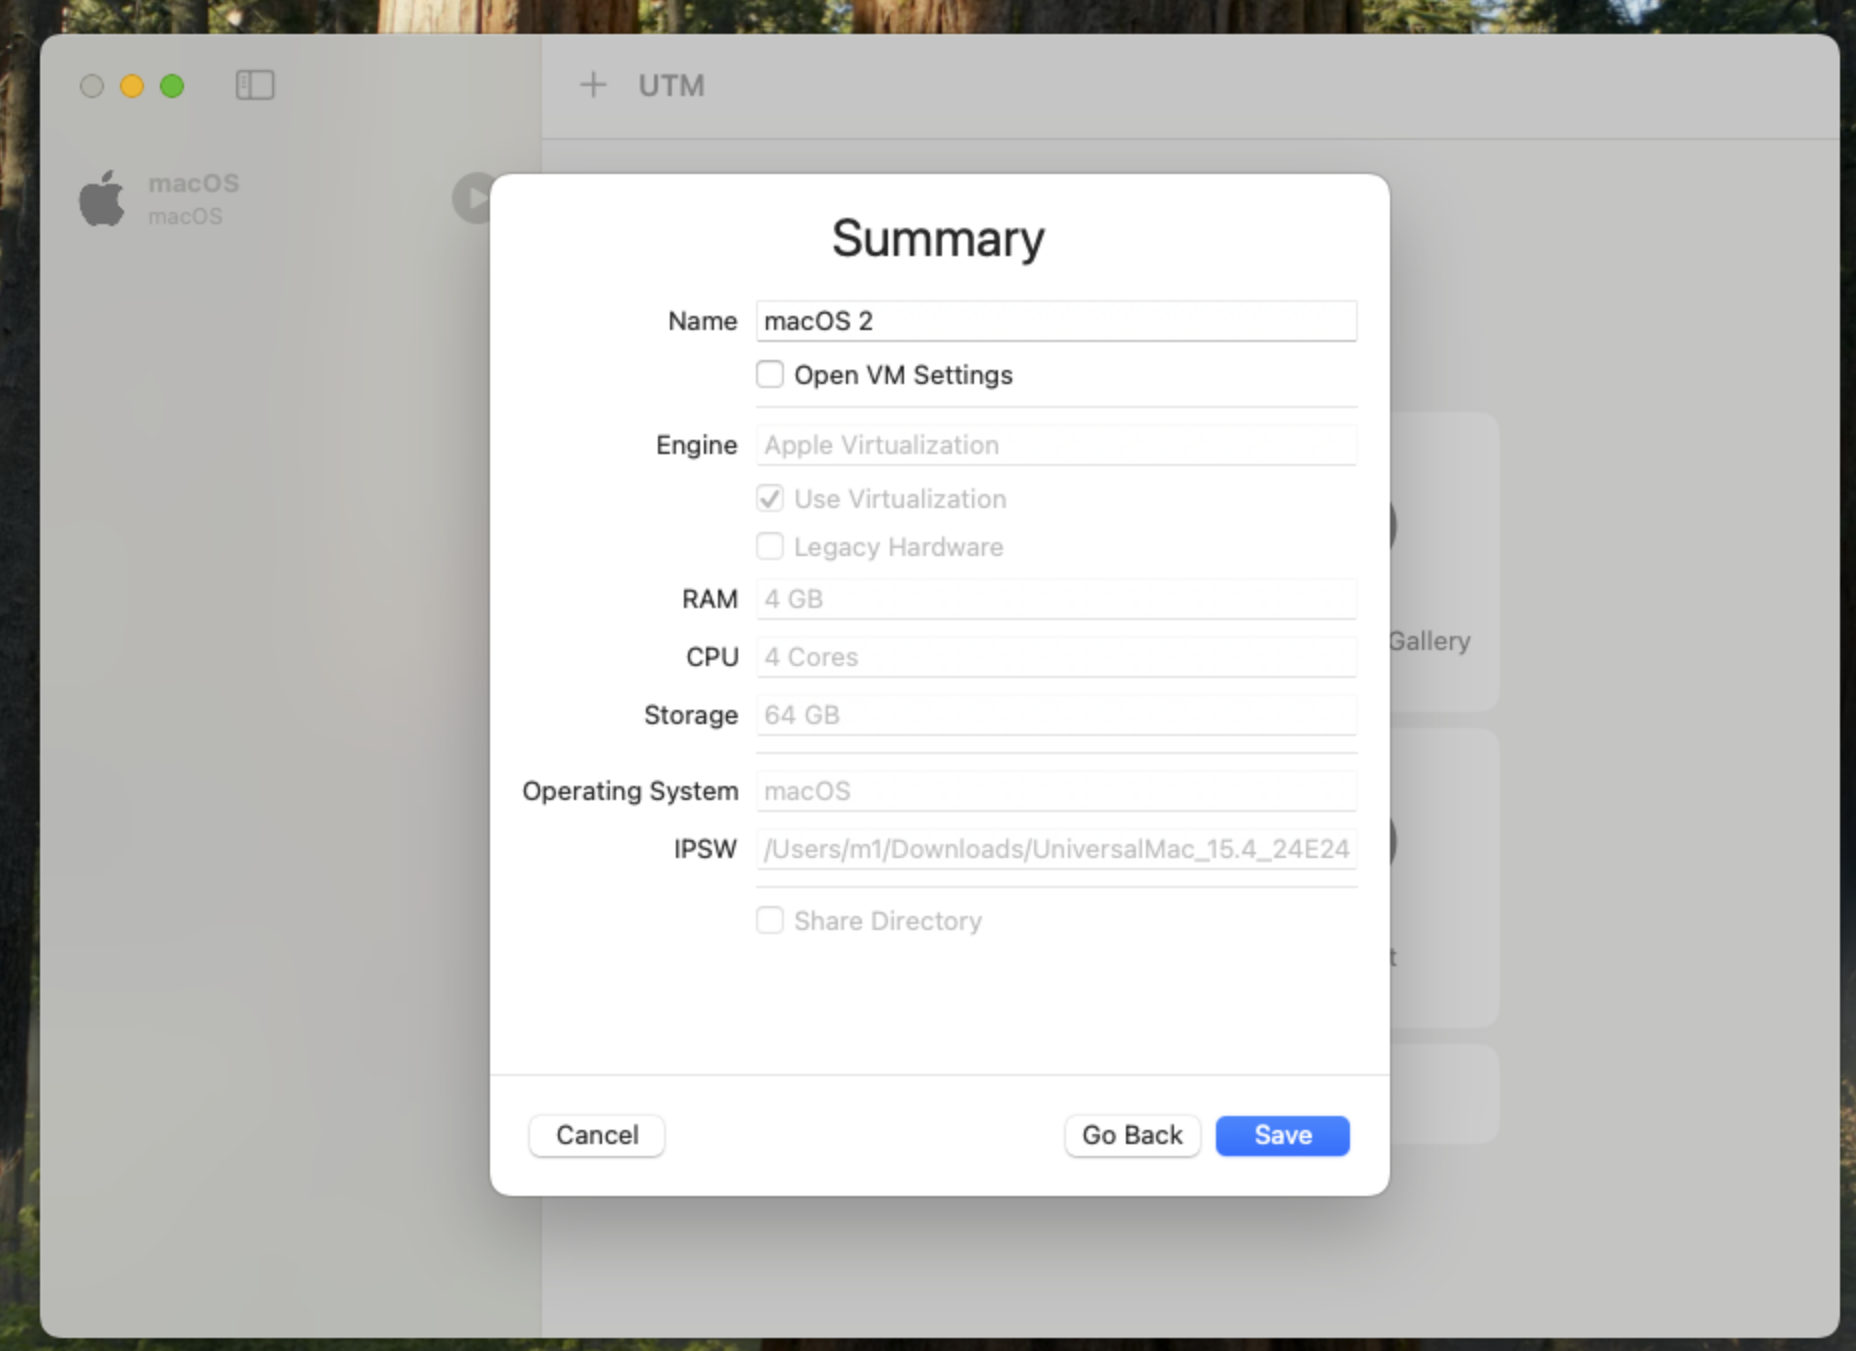 UTM
macOS
macOS
Summary
Name macOS 2
Open VM Settings
Engine Apple Virtualization
Use Virtualization
Legacy Hardware
RAM 4 GB
CPU 4 Cores
Storage 64 GB
Operating System macOS
IPSW /Users/m1/Downloads/UniversalMac_15.4_24E24
Share Directory
Gallery
t
Cancel Go Back Save